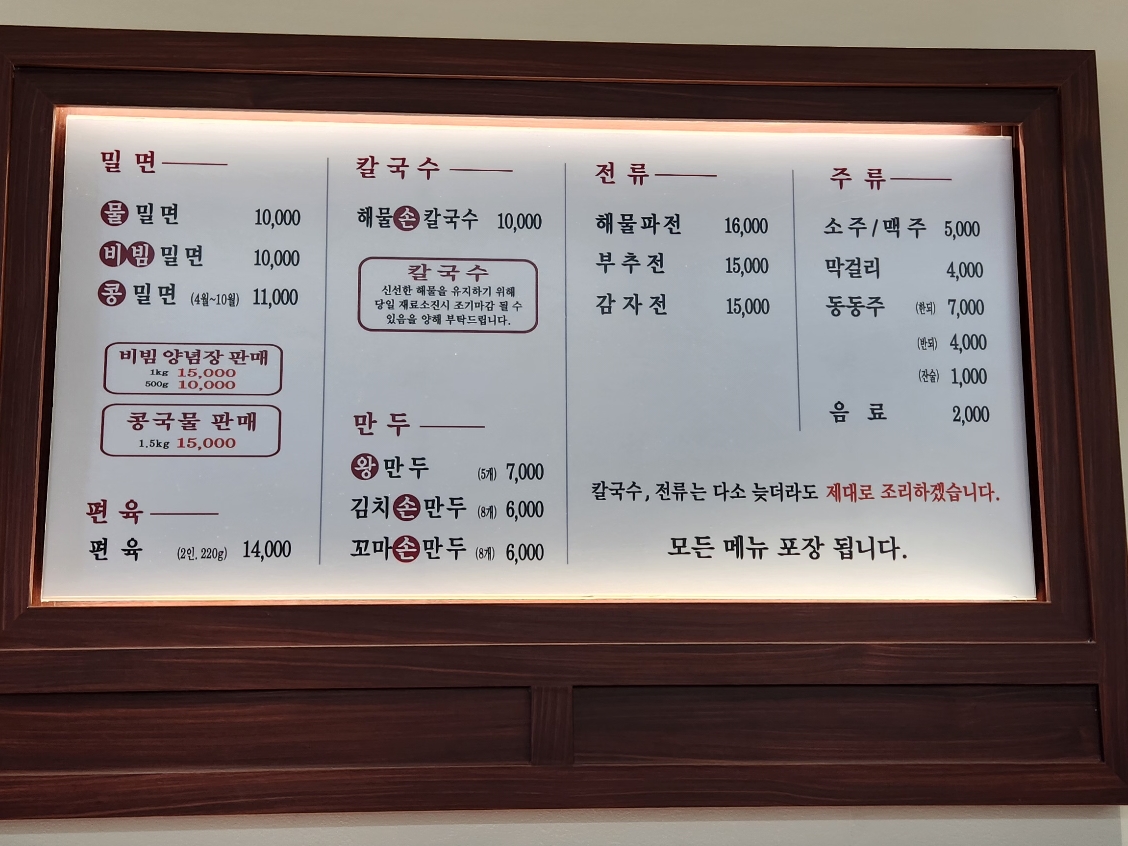 밀면
물밀면 10,000
비빔밀면 10,000
콩밀면 (4월~10월) 11,000
비빔 양념장 판매
1kg 15,000
500g 10,000
콩국물 판매
1.5kg 15,000
편육
편육 (2인, 220g) 14,000
칼국수
해물손칼국수 10,000
칼국수
신선한 해물을 유지하기 위해
당일 재료소진시 조기마감 될 수
있음을 양해 부탁드립니다.
만두
왕만두 (5개) 7,000
김치손만두 (8개) 6,000
꼬마손만두 (8개) 6,000
전류
해물파전 16,000
부추전 15,000
감자전 15,000
주류
소주/맥주 5,000
막걸리 4,000
동동주 (한되) 7,000
(반되) 4,000
(잔술) 1,000
음료 2,000
칼국수, 전류는 다소 늦더라도 제대로 조리하겠습니다.
모든 메뉴 포장 됩니다.